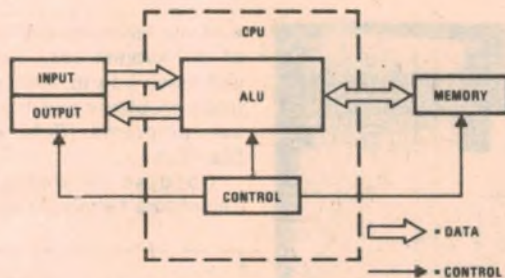 CPU
INPUT
OUTPUT
ALU
MEMORY
CONTROL
= DATA
= CONTROL